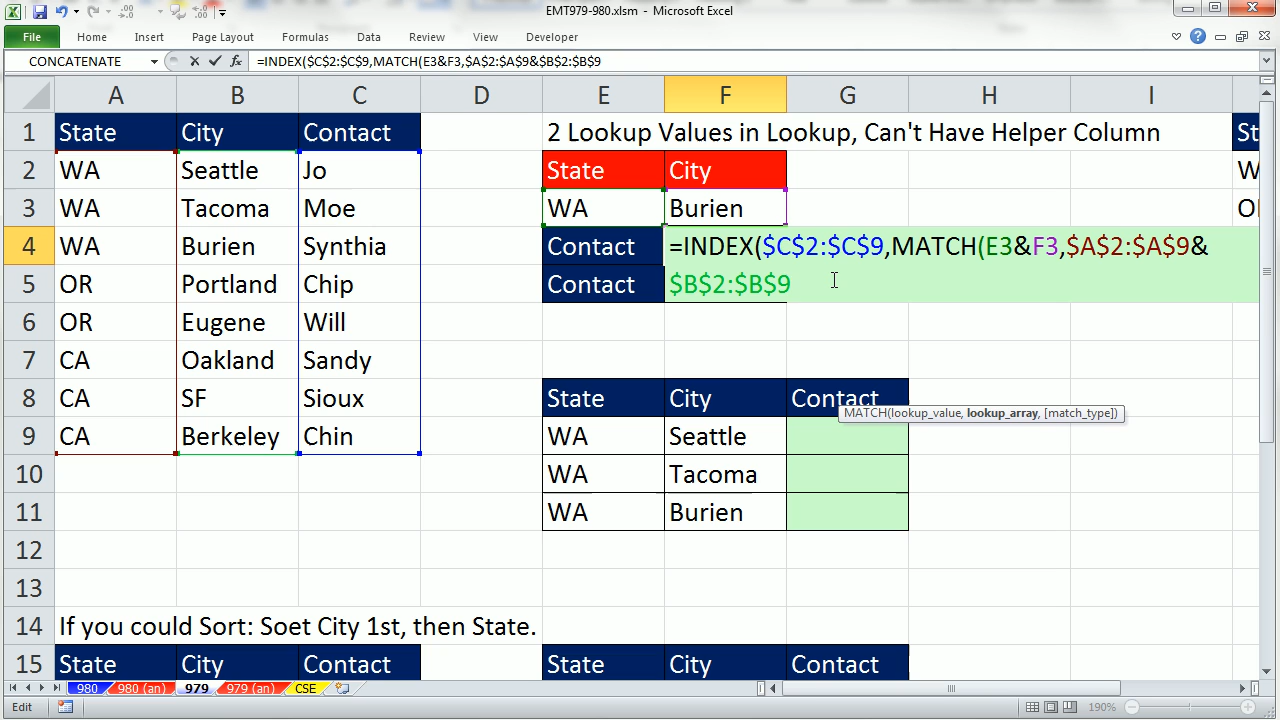 EMT979-980.xlsm - Microsoft Excel
File Home Insert Page Layout Formulas Data Review View Developer
CONCATENATE fx =INDEX($C$2:$C$9,MATCH(E3&F3,$A$2:$A$9&$B$2:$B$9
A B C D E F G H I
1 State City Contact 2 Lookup Values in Lookup, Can't Have Helper Column St
2 WA Seattle Jo State City W
3 WA Tacoma Moe WA Burien OI
4 WA Burien Synthia Contact =INDEX($C$2:$C$9,MATCH(E3&F3,$A$2:$A$9&
5 OR Portland Chip Contact $B$2:$B$9
6 OR Eugene Will
7 CA Oakland Sandy
8 CA SF Sioux State City Contact
MATCH(lookup_value, lookup_array, [match_type])
9 CA Berkeley Chin WA Seattle
10 WA Tacoma
11 WA Burien
12
13
14 If you could Sort: Soet City 1st, then State.
15 State City Contact State City Contact
980 980 (an) 979 979 (an) CSE
Edit 190%